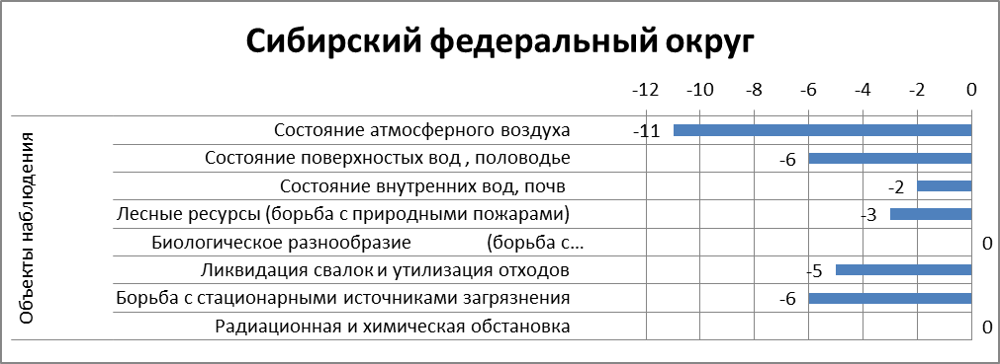 Сибирский федеральный округ
-12 -10 -8 -6 -4 -2 0
Объекты наблюдения
Состояние атмосферного воздуха -11
Состояние поверхностых вод , половодье -6
Состояние внутренних вод, почв -2
Лесные ресурсы (борьба с природными пожарами) -3
Биологическое разнообразие (борьба с... 0
Ликвидация свалок и утилизация отходов -5
Борьба с стационарными источниками загрязнения -6
Радиационная и химическая обстановка 0